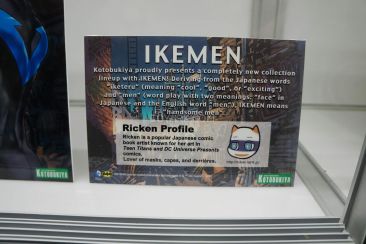 IKEMEN
Kotobukiya proudly presents a completely new collection
lineup with IKEMEN! Deriving from the Japanese words
"iketeru" (meaning "cool", "good", or "exciting")
and "men" (word play with two meanings: "face" in
Japanese and the English word "men"), IKEMEN means
"handsome men".
Ricken Profile
Ricken is a popular Japanese comic
book artist known for her art in
Teen Titans and DC Universe Presents
comics.
Lover of masks, capes, and derrières.
KOTOBUKIYA
KOTOBUKIYA